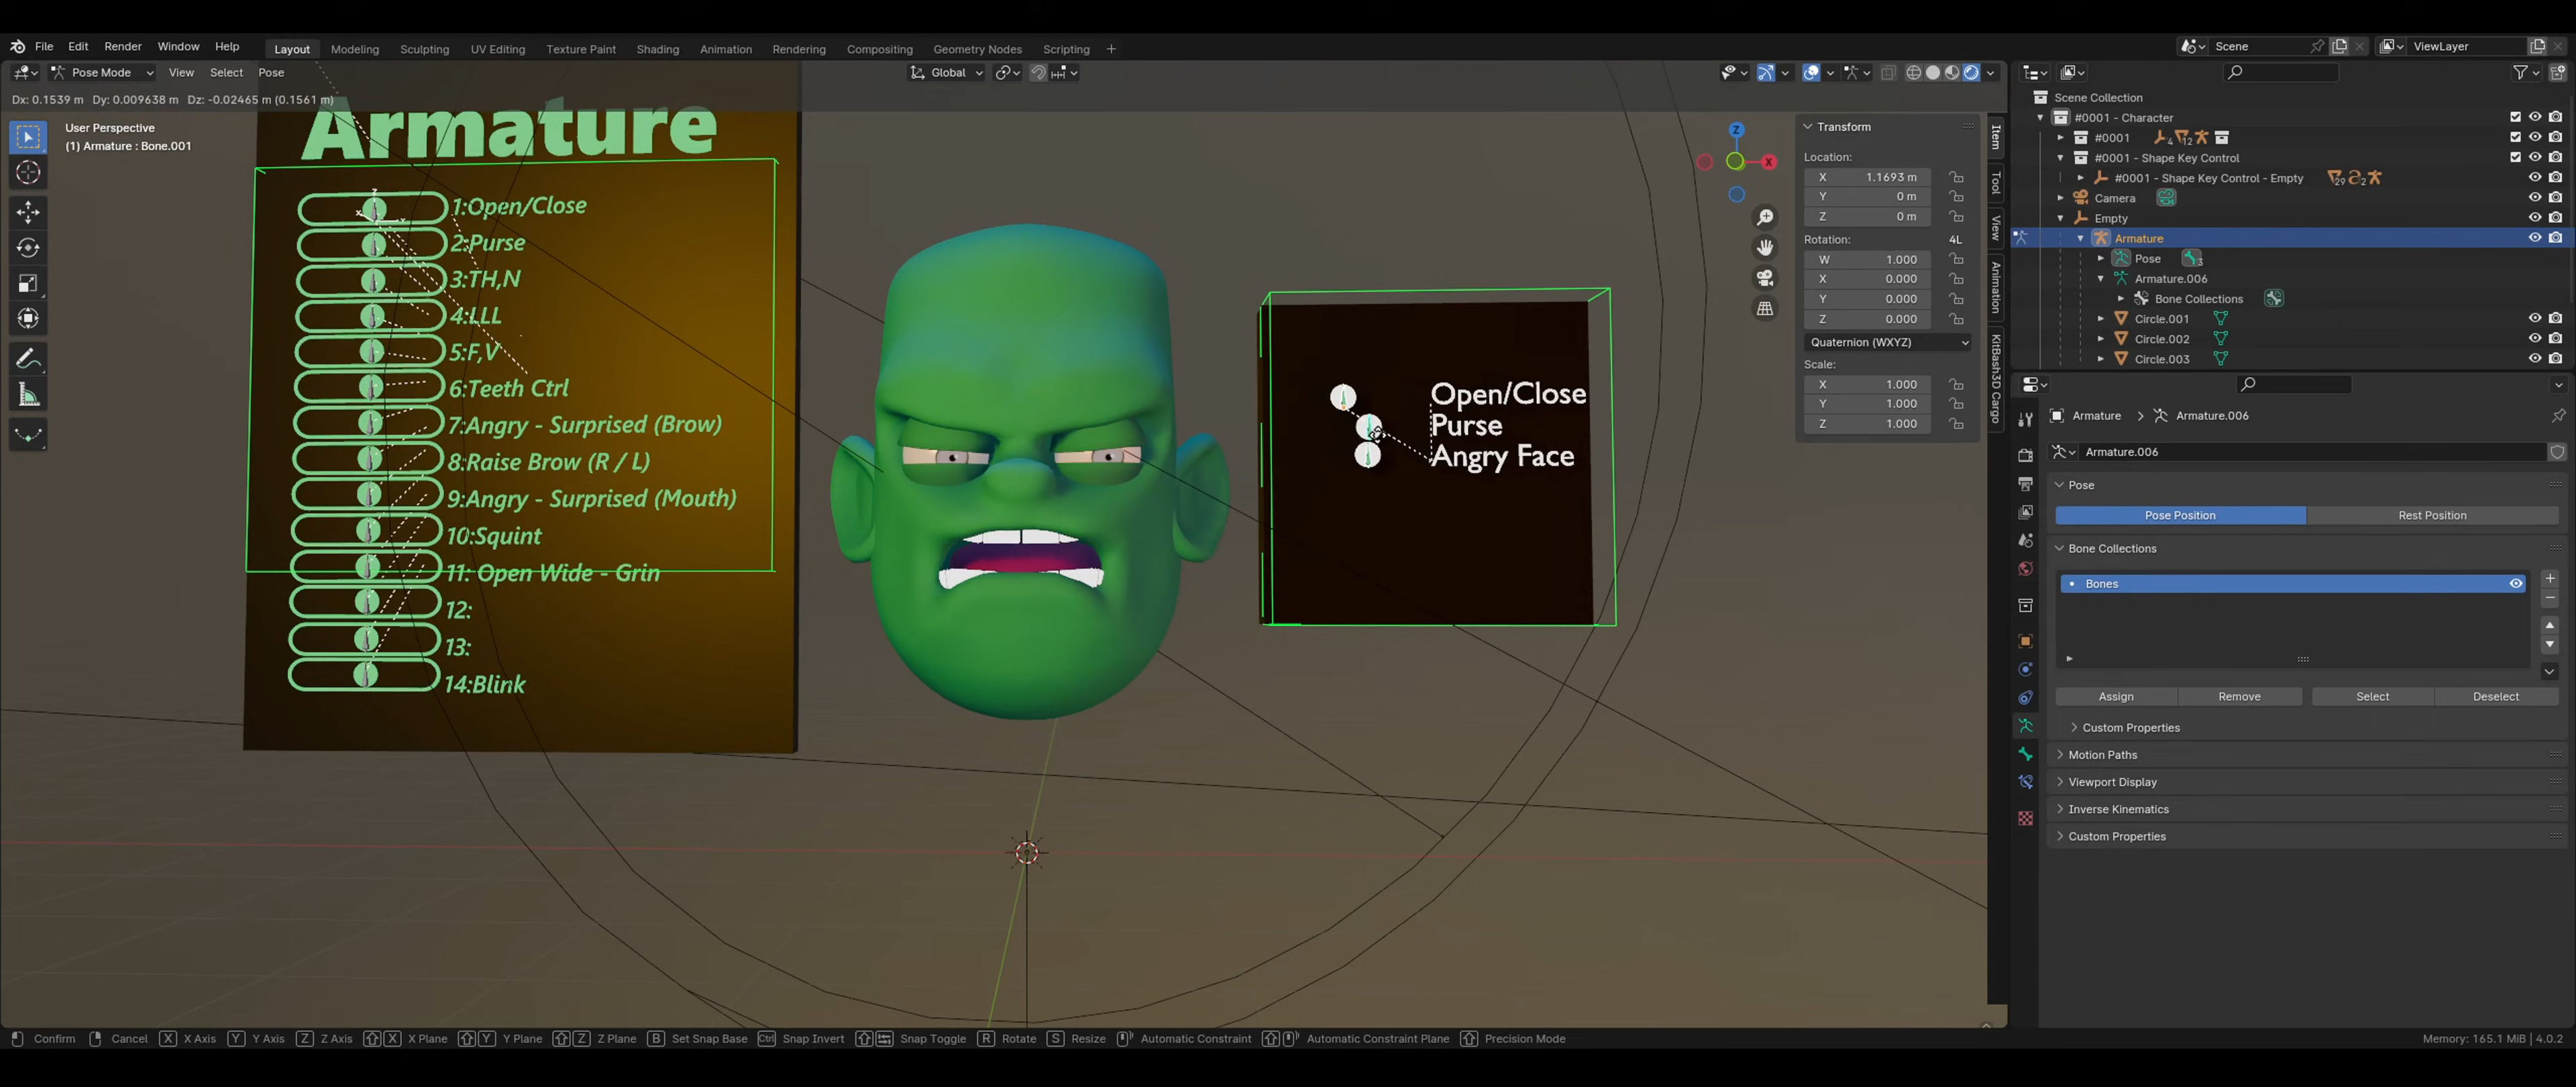 File Edit Render Window Help Layout Modeling Sculpting UV Editing Texture Paint Shading Animation Rendering Compositing Geometry Nodes Scripting + Scene ViewLayer
Pose Mode View Select Pose Global
Dx: 0.1539 m Dy: 0.009638 m Dz: -0.02465 m (0.1561 m)
User Perspective
(1) Armature : Bone.001
Armature
1:Open/Close
2:Purse
3:TH,N
4:LLL
5:F,V
6:Teeth Ctrl
7:Angry - Surprised (Brow)
8:Raise Brow (R / L)
9:Angry - Surprised (Mouth)
10:Squint
11: Open Wide - Grin
12:
13:
14:Blink
Open/Close
Purse
Angry Face
Z
X
Transform
Location:
X 1.1693 m
Y 0 m
Z 0 m
Rotation: 4L
W 1.000
X 0.000
Y 0.000
Z 0.000
Quaternion (WXYZ)
Scale:
X 1.000
Y 1.000
Z 1.000
Item
Tool
View
Animation
KitBash3D Cargo
Scene Collection
#0001 - Character
#0001 4 12
#0001 - Shape Key Control
#0001 - Shape Key Control - Empty 29 2
Camera
Empty
Armature
Pose 3
Armature.006
Bone Collections
Circle.001
Circle.002
Circle.003
Armature > Armature.006
Armature.006
Pose
Pose Position Rest Position
Bone Collections
Bones
Assign Remove Select Deselect
Custom Properties
Motion Paths
Viewport Display
Inverse Kinematics
Custom Properties
Confirm Cancel X X Axis Y Y Axis Z Z Axis X X Plane Y Y Plane Z Z Plane B Set Snap Base Ctrl Snap Invert Snap Toggle R Rotate S Resize Automatic Constraint Automatic Constraint Plane Precision Mode Memory: 165.1 MiB | 4.0.2